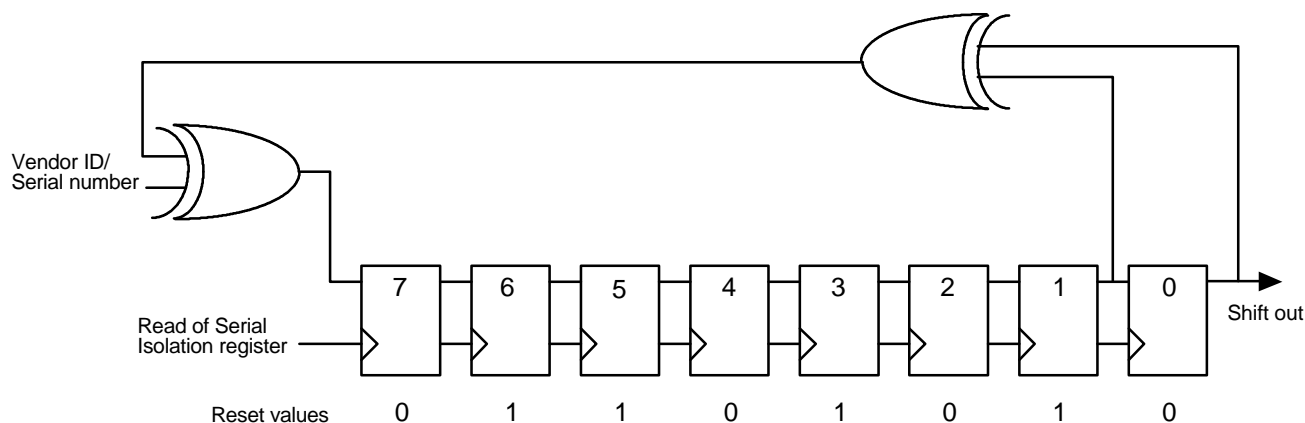 Vendor ID/
Serial number
7 6 5 4 3 2 1 0
Shift out
Read of Serial
Isolation register
Reset values 0 1 1 0 1 0 1 0